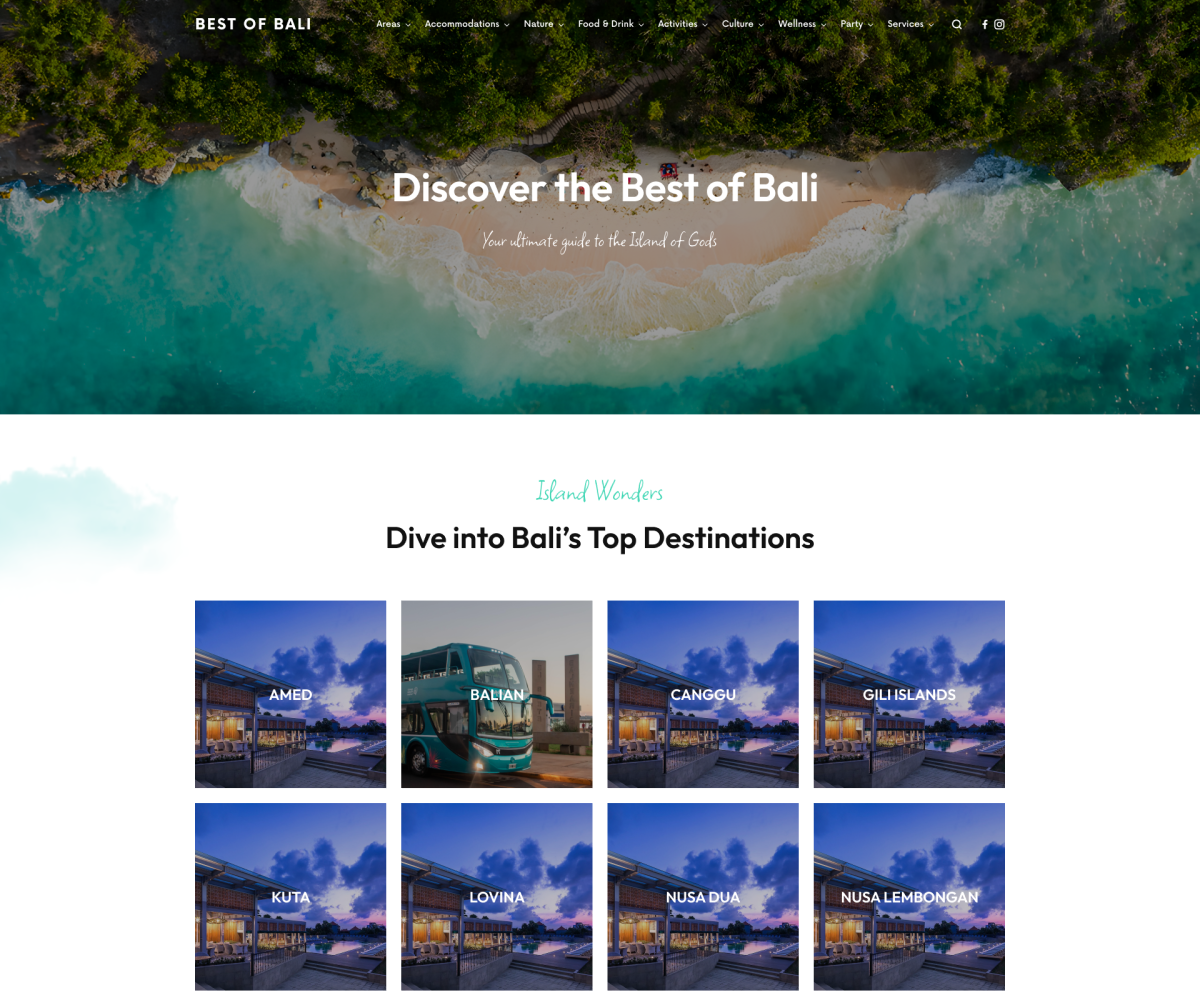 BEST OF BALI
Areas Accommodations Nature Food & Drink Activities Culture Wellness Party Services
Discover the Best of Bali
Your ultimate guide to the Island of Gods
Island Wonders
Dive into Bali’s Top Destinations
AMED BALIAN CANGGU GILI ISLANDS
KUTA LOVINA NUSA DUA NUSA LEMBONGAN